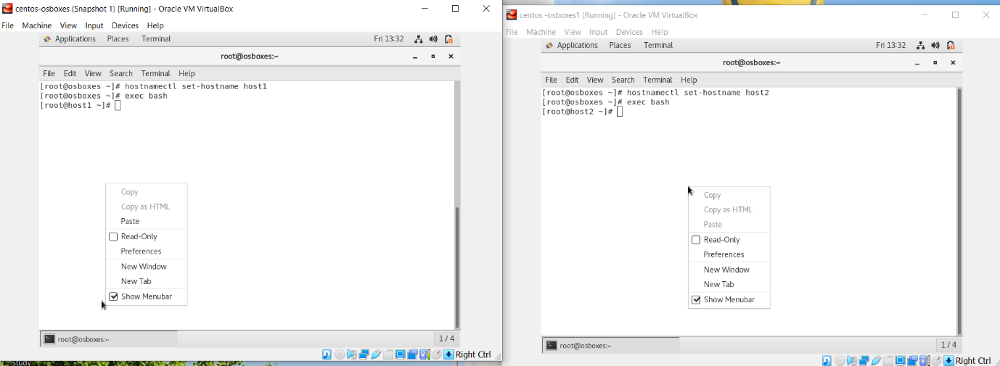 centos-osboxes (Snapshot 1) [Running] - Oracle VM VirtualBox
File Machine View Input Devices Help
Applications Places Terminal Fri 13:32
root@osboxes:~
File Edit View Search Terminal Help
[root@osboxes ~]# hostnamectl set-hostname host1
[root@osboxes ~]# exec bash
[root@host1 ~]#
Copy
Copy as HTML
Paste
Read-Only
Preferences
New Window
New Tab
Show Menubar
root@osboxes:~ 1 / 4
Right Ctrl
Study
centos -osboxes1 [Running] - Oracle VM VirtualBox
File Machine View Input Devices Help
Applications Places Terminal Fri 13:32
root@osboxes:~
File Edit View Search Terminal Help
[root@osboxes ~]# hostnamectl set-hostname host2
[root@osboxes ~]# exec bash
[root@host2 ~]#
Copy
Copy as HTML
Paste
Read-Only
Preferences
New Window
New Tab
Show Menubar
root@osboxes:~ 1 / 4
Right Ctrl